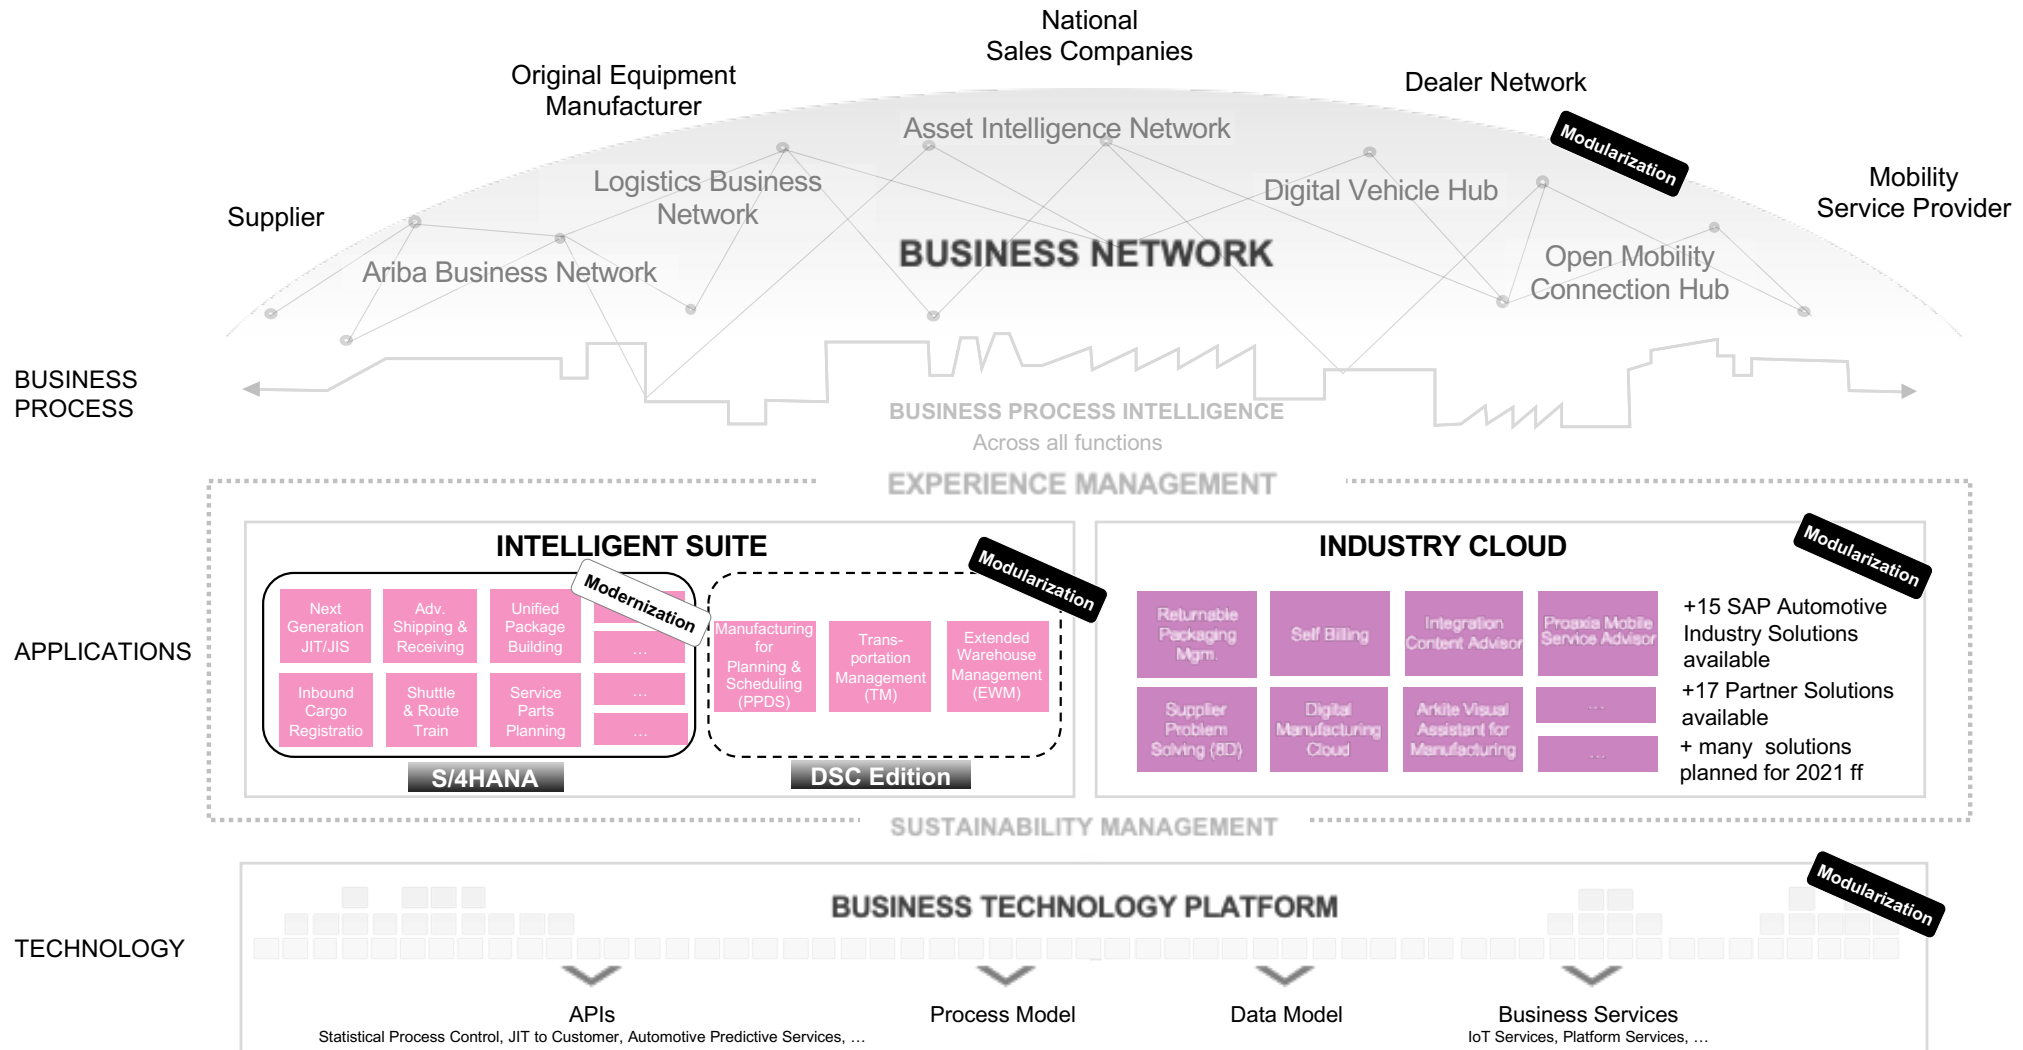 National
Sales Companies
Original Equipment
Manufacturer
Dealer Network
Asset Intelligence Network
Modularization
Logistics Business
Network
Digital Vehicle Hub
Mobility
Service Provider
Supplier
BUSINESS NETWORK
Ariba Business Network
Open Mobility
Connection Hub
BUSINESS
PROCESS
BUSINESS PROCESS INTELLIGENCE
Across all functions
EXPERIENCE MANAGEMENT
APPLICATIONS
INTELLIGENT SUITE
Modularization
Modernization
Next
Generation
JIT/JIS
Adv.
Shipping &
Receiving
Unified
Package
Building
…
Inbound
Cargo
Registratio
Shuttle
& Route
Train
Service
Parts
Planning
…
…
S/4HANA
Manufacturing
for
Planning &
Scheduling
(PPDS)
Trans-
portation
Management
(TM)
Extended
Warehouse
Management
(EWM)
DSC Edition
INDUSTRY CLOUD
Modularization
Returnable
Packaging
Mgm.
Self Billing
Integration
Content Advisor
Proaxia Mobile
Service Advisor
Supplier
Problem
Solving (8D)
Digital
Manufacturing
Cloud
Arkite Visual
Assistant for
Manufacturing
…
…
+15 SAP Automotive
Industry Solutions
available
+17 Partner Solutions
available
+ many solutions
planned for 2021 ff
SUSTAINABILITY MANAGEMENT
TECHNOLOGY
BUSINESS TECHNOLOGY PLATFORM
Modularization
APIs
Statistical Process Control, JIT to Customer, Automotive Predictive Services, …
Process Model
Data Model
Business Services
IoT Services, Platform Services, …